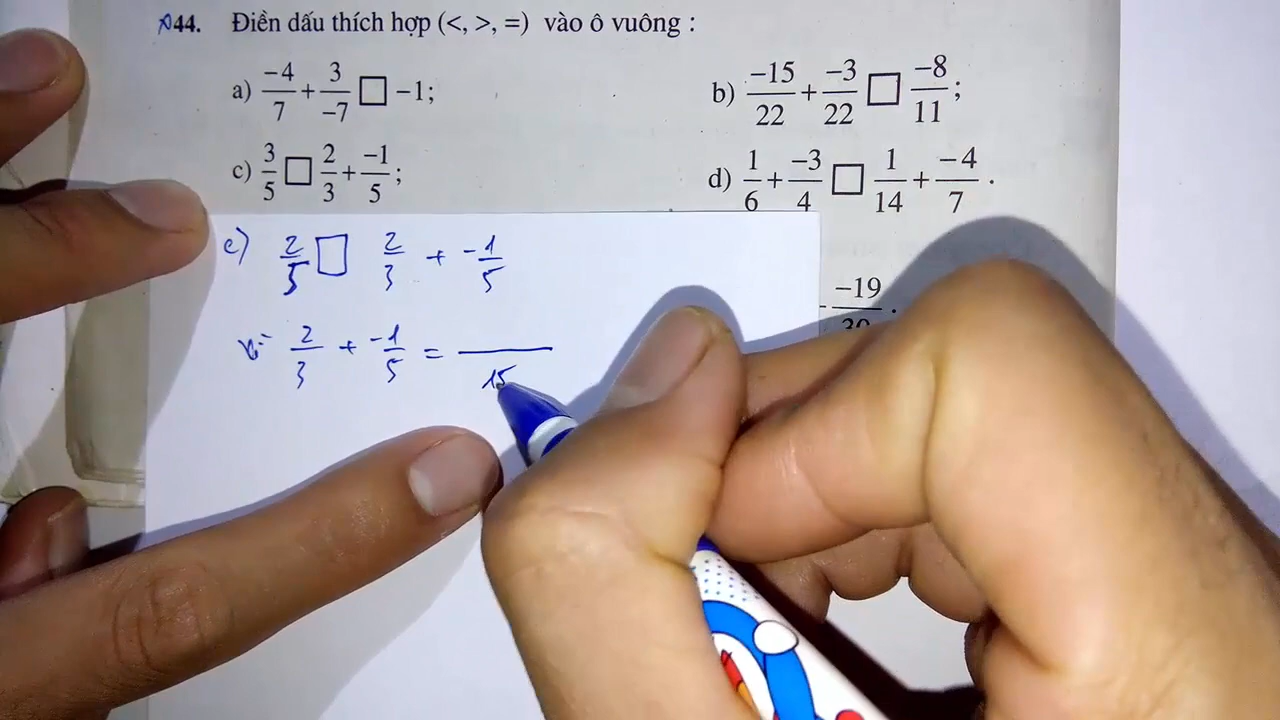 44. Điền dấu thích hợp (<, >, =) vào ô vuông :
a) -4/7 + 3/-7 □ -1;
b) -15/22 + -3/22 □ -8/11;
c) 3/5 □ 2/3 + -1/5;
d) 1/6 + -3/4 □ 1/14 + -4/7.
c) 2/5 □ 2/3 + -1/5
2/3 + -1/5 = /15
-19/30.